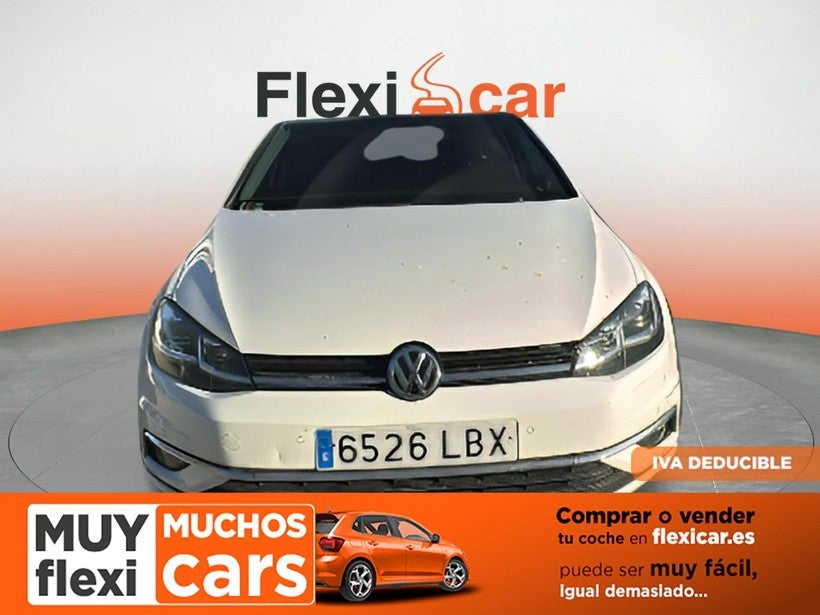 Flexicar
6526 LBX
IVA DEDUCIBLE
MUY
flexi
MUCHOS
cars
Comprar o vender
tu coche en flexicar.es
puede ser muy fácil,
igual demaslado...